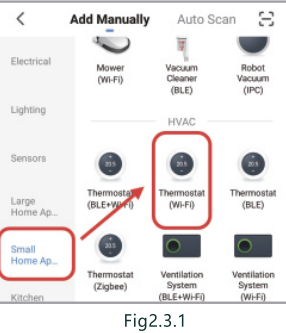 Add Manually
Auto Scan
Electrical
Lighting
Sensors
Large
Home Ap...
Small
Home Ap...
Kitchen
Mower
(Wi-Fi)
Vacuum
Cleaner
(BLE)
Robot
Vacuum
(IPC)
HVAC
20.5
20.5
20.5
Thermostat
(BLE+Wi-Fi)
Thermostat
(Wi-Fi)
Thermostat
(BLE)
20.5
Thermostat
(Zigbee)
Ventilation
System
(BLE+Wi-Fi)
Ventilation
System
(Wi-Fi)
Fig2.3.1